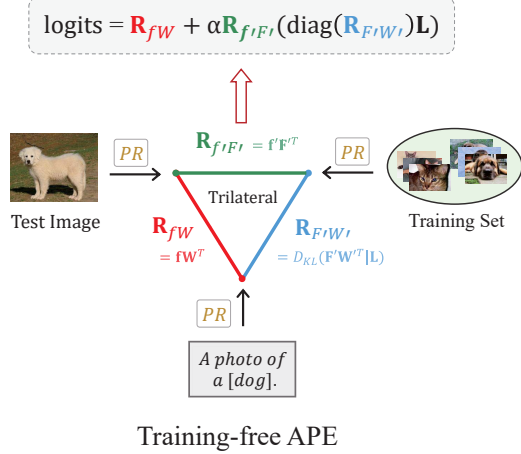 logits = R_{fW} + αR_{f′F′}(diag(R_{F′W′})L)
R_{f′F′} = f′F′^T
PR
PR
Trilateral
Test Image
Training Set
R_{fW}
= fW^T
R_{F′W′}
= D_{KL}(F′W′^T|L)
PR
A photo of
a [dog].
Training-free APE